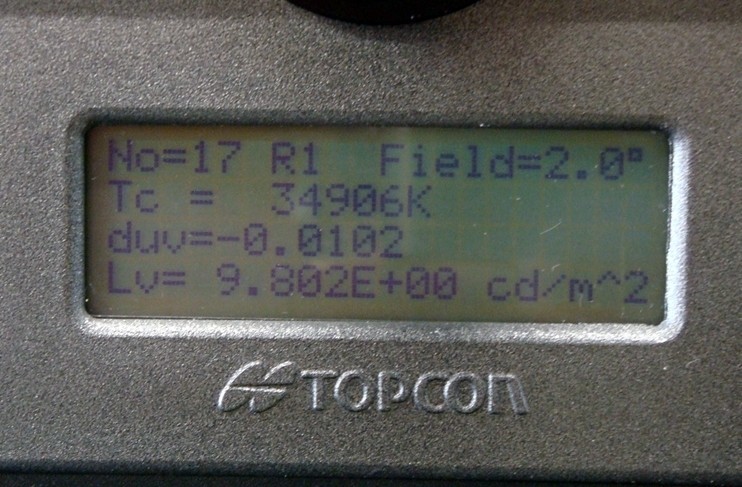 No=17 R1 Field=2.0°
Tc = 34906K
duv=-0.0102
Lv= 9.802E+00 cd/m^2
TOPCON